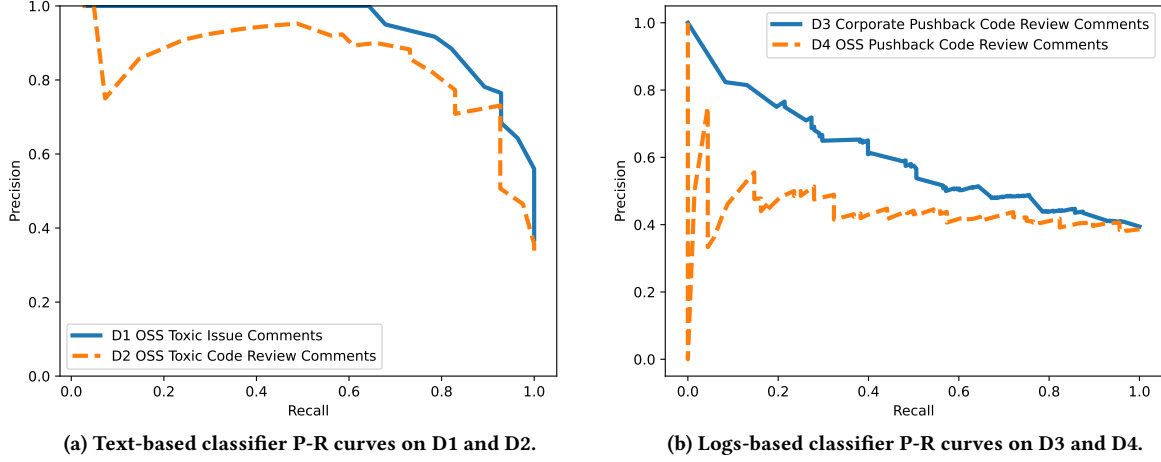 1.0
0.8
0.6
0.4
0.2
0.0
Precision
0.0 0.2 0.4 0.6 0.8 1.0
Recall
D1 OSS Toxic Issue Comments
D2 OSS Toxic Code Review Comments
(a) Text-based classifier P-R curves on D1 and D2.
1.0
0.8
0.6
0.4
0.2
0.0
Precision
0.0 0.2 0.4 0.6 0.8 1.0
Recall
D3 Corporate Pushback Code Review Comments
D4 OSS Pushback Code Review Comments
(b) Logs-based classifier P-R curves on D3 and D4.